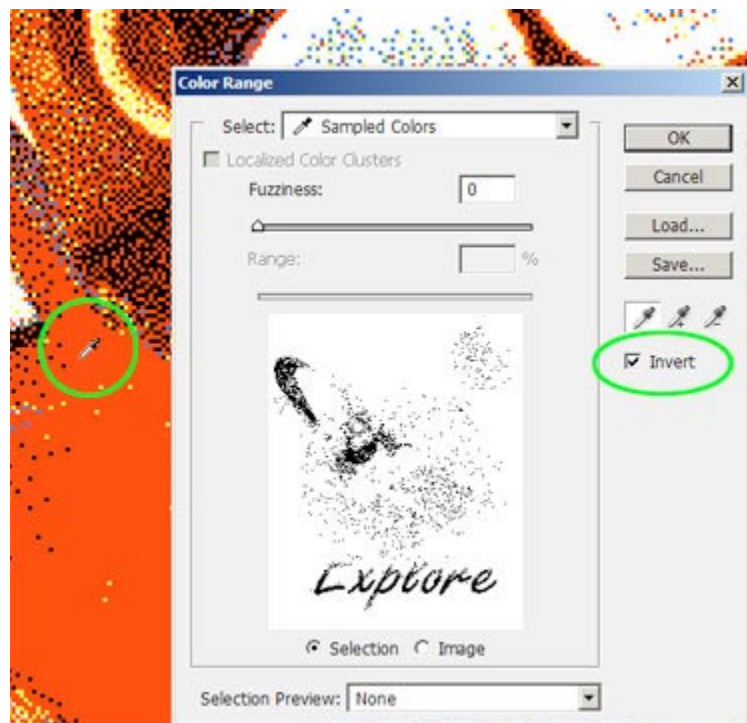 Color Range
Select: Sampled Colors
OK
Localized Color Clusters
Cancel
Fuzziness: 0
Load...
Range: %
Save...
Invert
Explore
Selection Image
Selection Preview: None